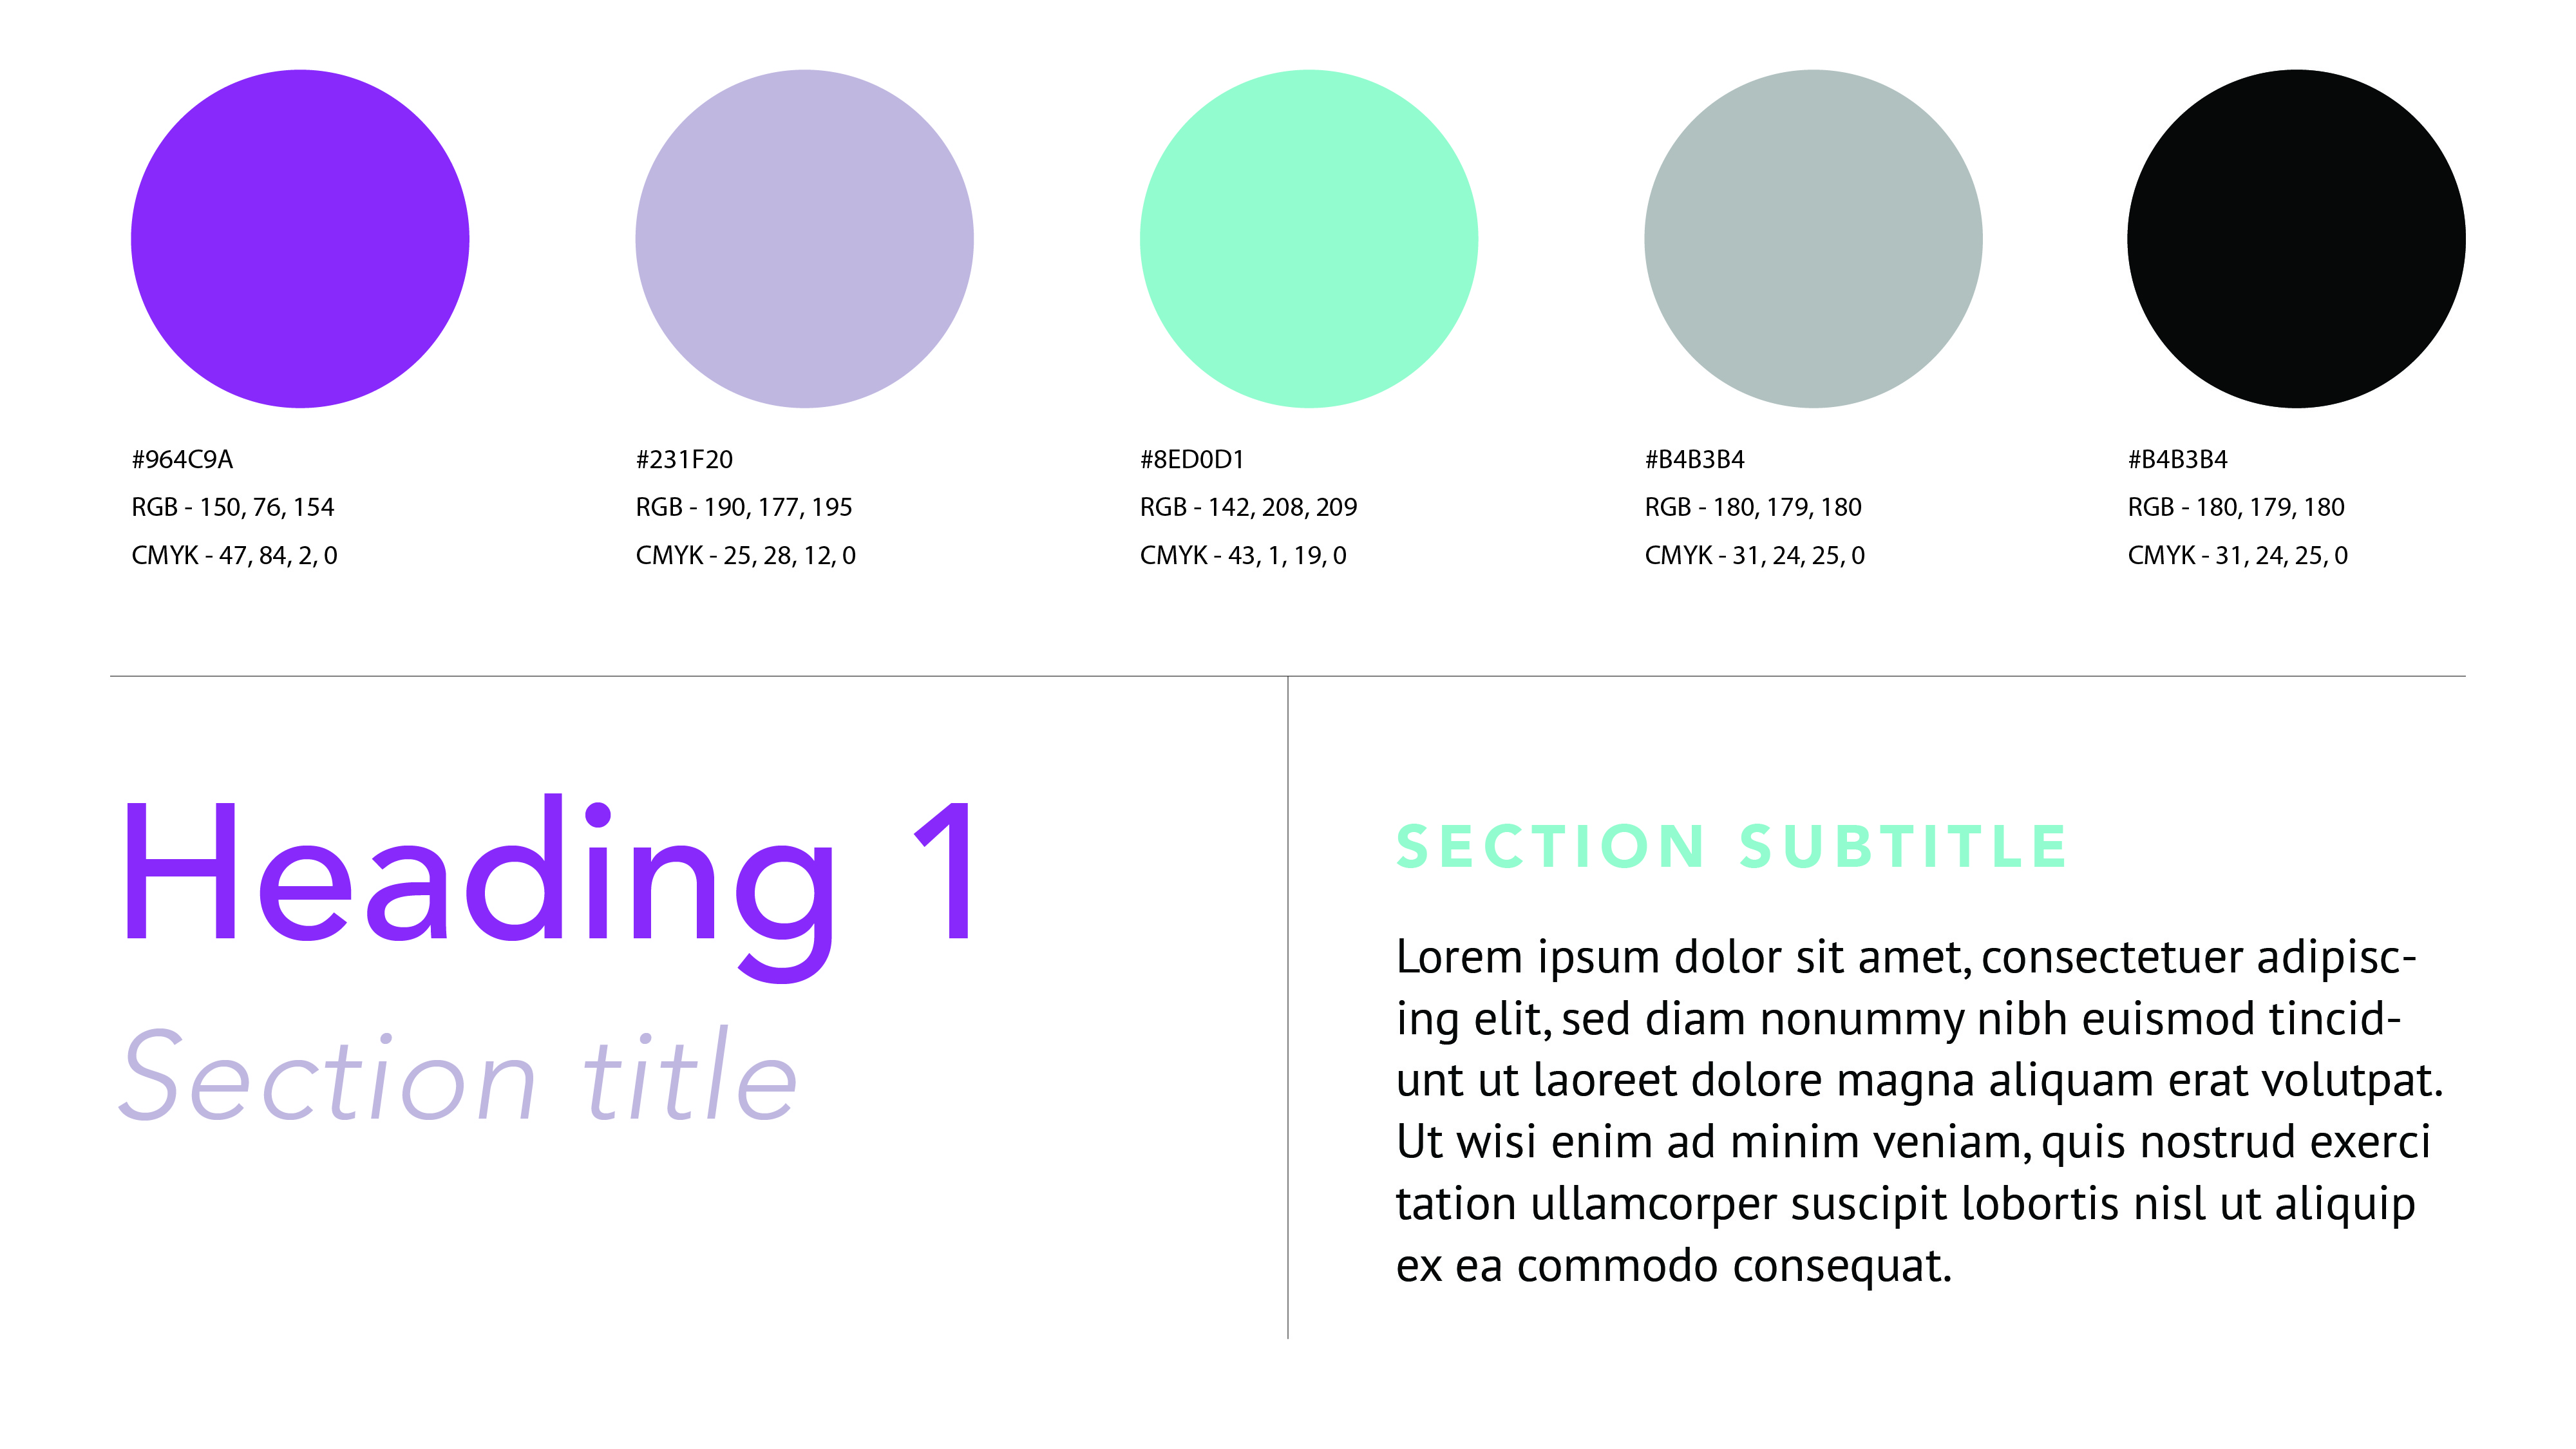 #964C9A
RGB - 150, 76, 154
CMYK - 47, 84, 2, 0
#231F20
RGB - 190, 177, 195
CMYK - 25, 28, 12, 0
#8ED0D1
RGB - 142, 208, 209
CMYK - 43, 1, 19, 0
#B4B3B4
RGB - 180, 179, 180
CMYK - 31, 24, 25, 0
#B4B3B4
RGB - 180, 179, 180
CMYK - 31, 24, 25, 0
Heading 1
Section title
SECTION SUBTITLE
Lorem ipsum dolor sit amet, consectetuer adipisc-
ing elit, sed diam nonummy nibh euismod tincid-
unt ut laoreet dolore magna aliquam erat volutpat.
Ut wisi enim ad minim veniam, quis nostrud exerci
tation ullamcorper suscipit lobortis nisl ut aliquip
ex ea commodo consequat.